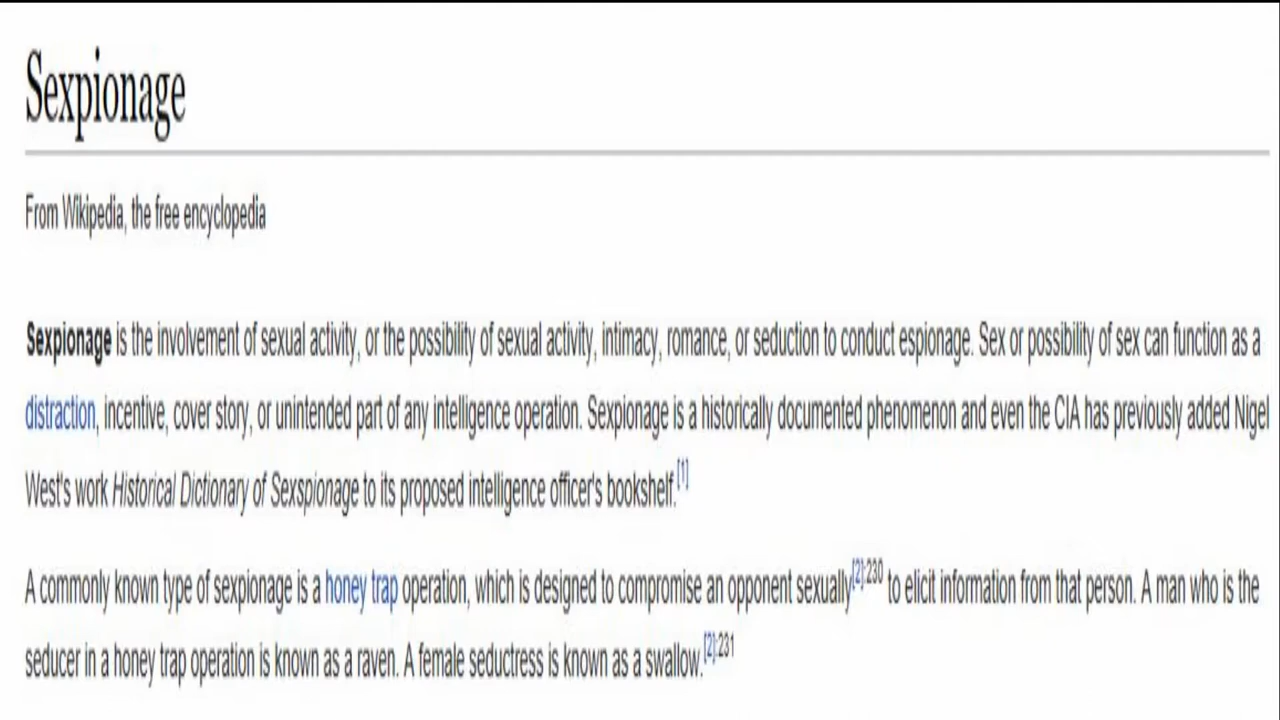 Sexpionage
From Wikipedia, the free encyclopedia
Sexpionage is the involvement of sexual activity, or the possibility of sexual activity, intimacy, romance, or seduction to conduct espionage. Sex or possibility of sex can function as a
distraction, incentive, cover story, or unintended part of any intelligence operation. Sexpionage is a historically documented phenomenon and even the CIA has previously added Nigel
West's work Historical Dictionary of Sexspionage to its proposed intelligence officer's bookshelf.[1]
A commonly known type of sexpionage is a honey trap operation, which is designed to compromise an opponent sexually[2]:230 to elicit information from that person. A man who is the
seducer in a honey trap operation is known as a raven. A female seductress is known as a swallow.[2]:231